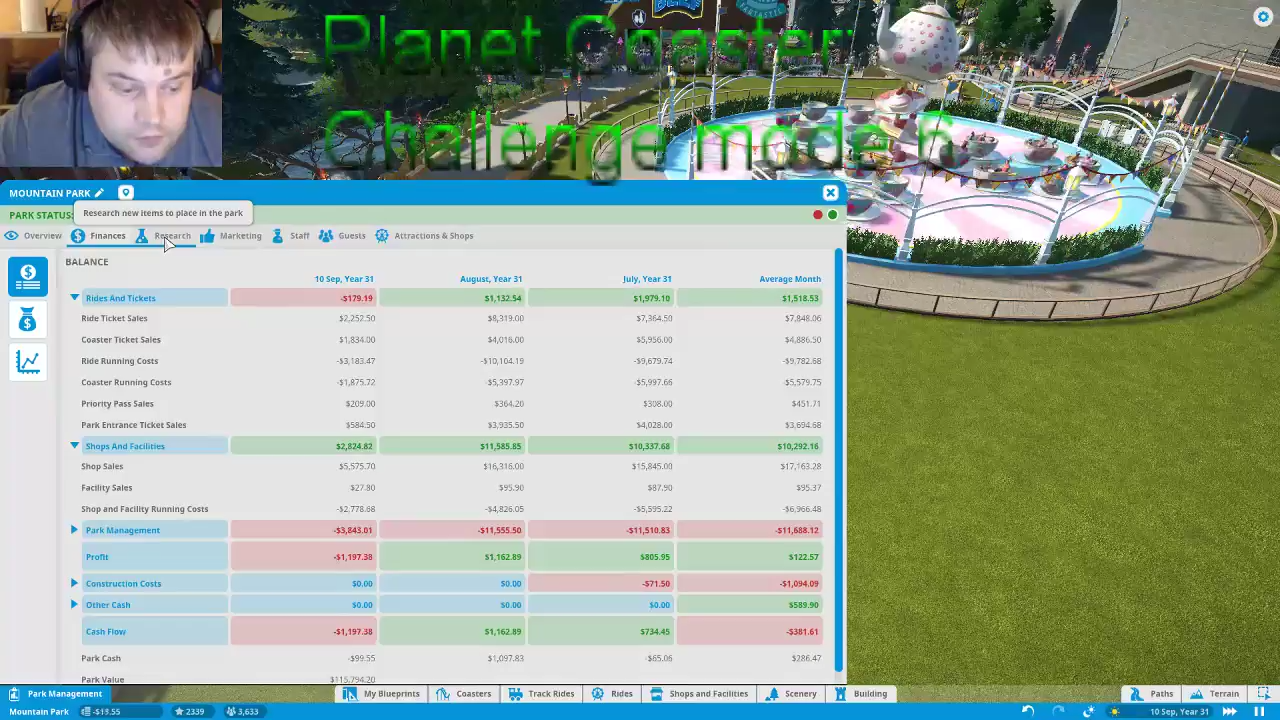 Planet Coaster:
Challenge mode 6
MOUNTAIN PARK
PARK STATUS:
Research new items to place in the park
Overview Finances Research Marketing Staff Guests Attractions & Shops
BALANCE
10 Sep, Year 31 August, Year 31 July, Year 31 Average Month
Rides And Tickets -$179.19 $1,132.54 $1,979.10 $1,518.53
Ride Ticket Sales $2,252.50 $8,319.00 $7,364.50 $7,848.06
Coaster Ticket Sales $1,834.00 $4,016.00 $5,956.00 $4,886.50
Ride Running Costs -$3,183.47 -$10,104.19 -$9,679.74 -$9,782.68
Coaster Running Costs -$1,875.72 -$5,397.97 -$5,997.66 -$5,579.75
Priority Pass Sales $209.00 $364.20 $308.00 $451.71
Park Entrance Ticket Sales $584.50 $3,935.50 $4,028.00 $3,694.68
Shops And Facilities $2,824.82 $11,585.85 $10,337.68 $10,292.16
Shop Sales $5,575.70 $16,316.00 $15,845.00 $17,163.28
Facility Sales $27.80 $95.90 $87.90 $95.37
Shop and Facility Running Costs -$2,778.68 -$4,826.05 -$5,595.22 -$6,966.48
Park Management -$3,843.01 -$11,555.50 -$11,510.83 -$11,688.12
Profit -$1,197.38 $1,162.89 $805.95 $122.57
Construction Costs $0.00 $0.00 -$71.50 -$1,094.09
Other Cash $0.00 $0.00 $0.00 $589.90
Cash Flow -$1,197.38 $1,162.89 $734.45 -$381.61
Park Cash -$99.55 $1,097.83 -$65.06 $286.47
Park Value $115,794.20
Park Management My Blueprints Coasters Track Rides Rides Shops and Facilities Scenery Building Paths Terrain
Mountain Park 2339 3,633 10 Sep, Year 31